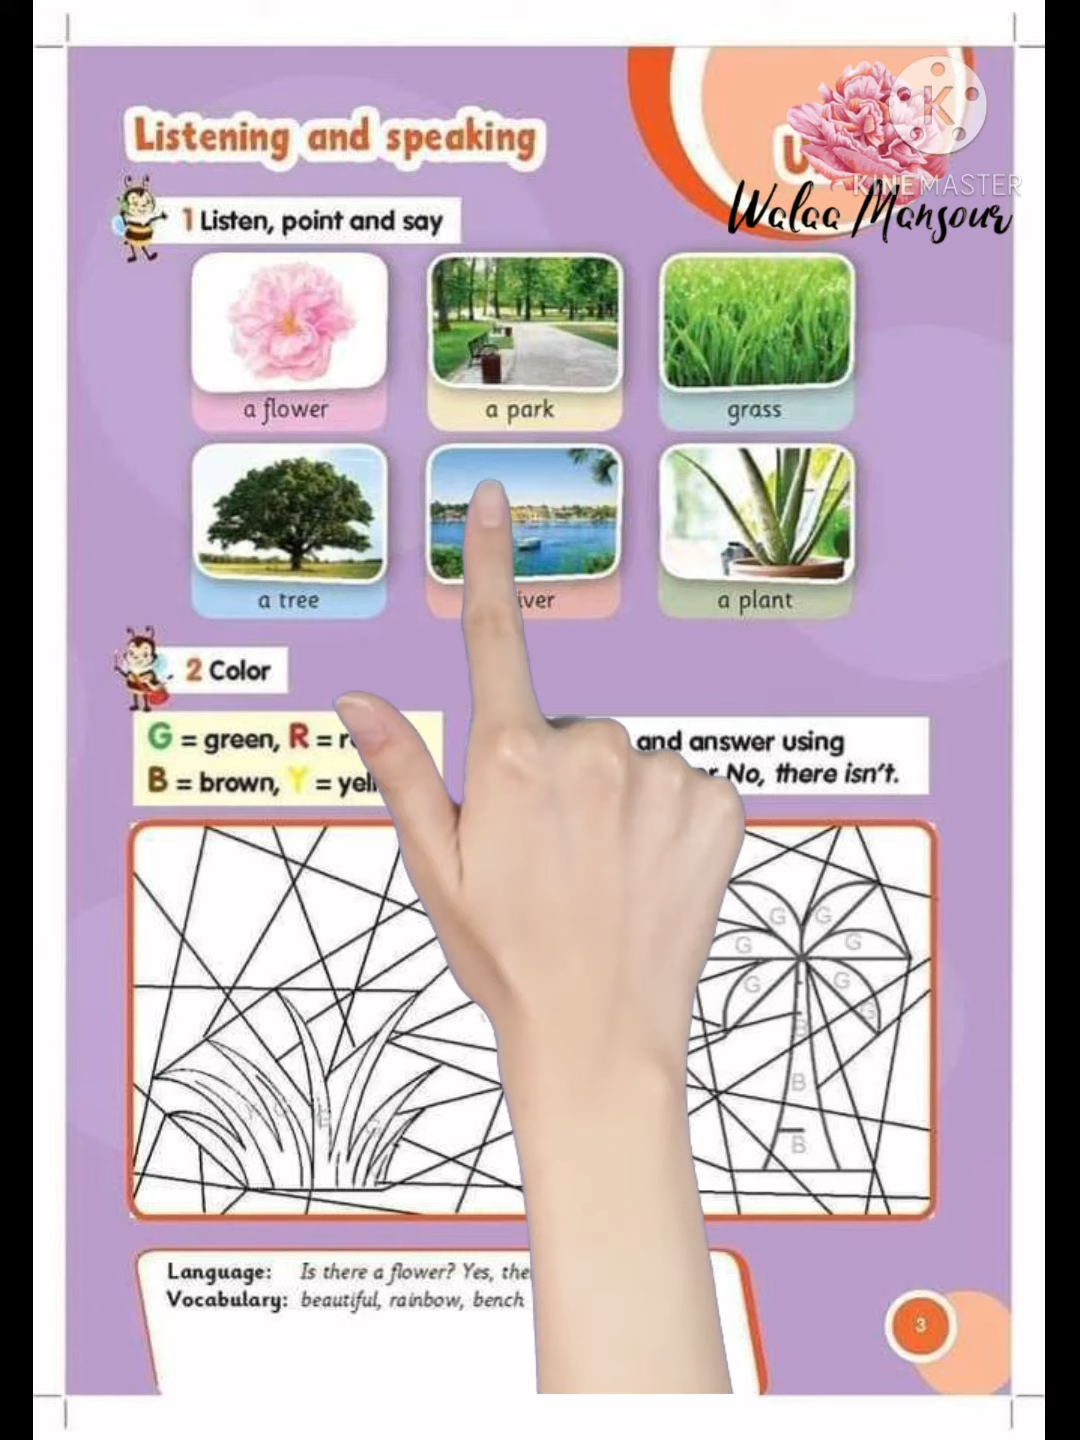 Listening and speaking
KINEMASTER
Walaa Mansour
1 Listen, point and say
a flower
a park
grass
a tree
a plant
2 Color
G = green, R =
B = brown, Y =
and answer using
No, there isn't.
G G
G G
G G
G
B
B
B
G
G
Language: Is there a flower? Yes,
Vocabulary: beautiful, rainbow, bench
3